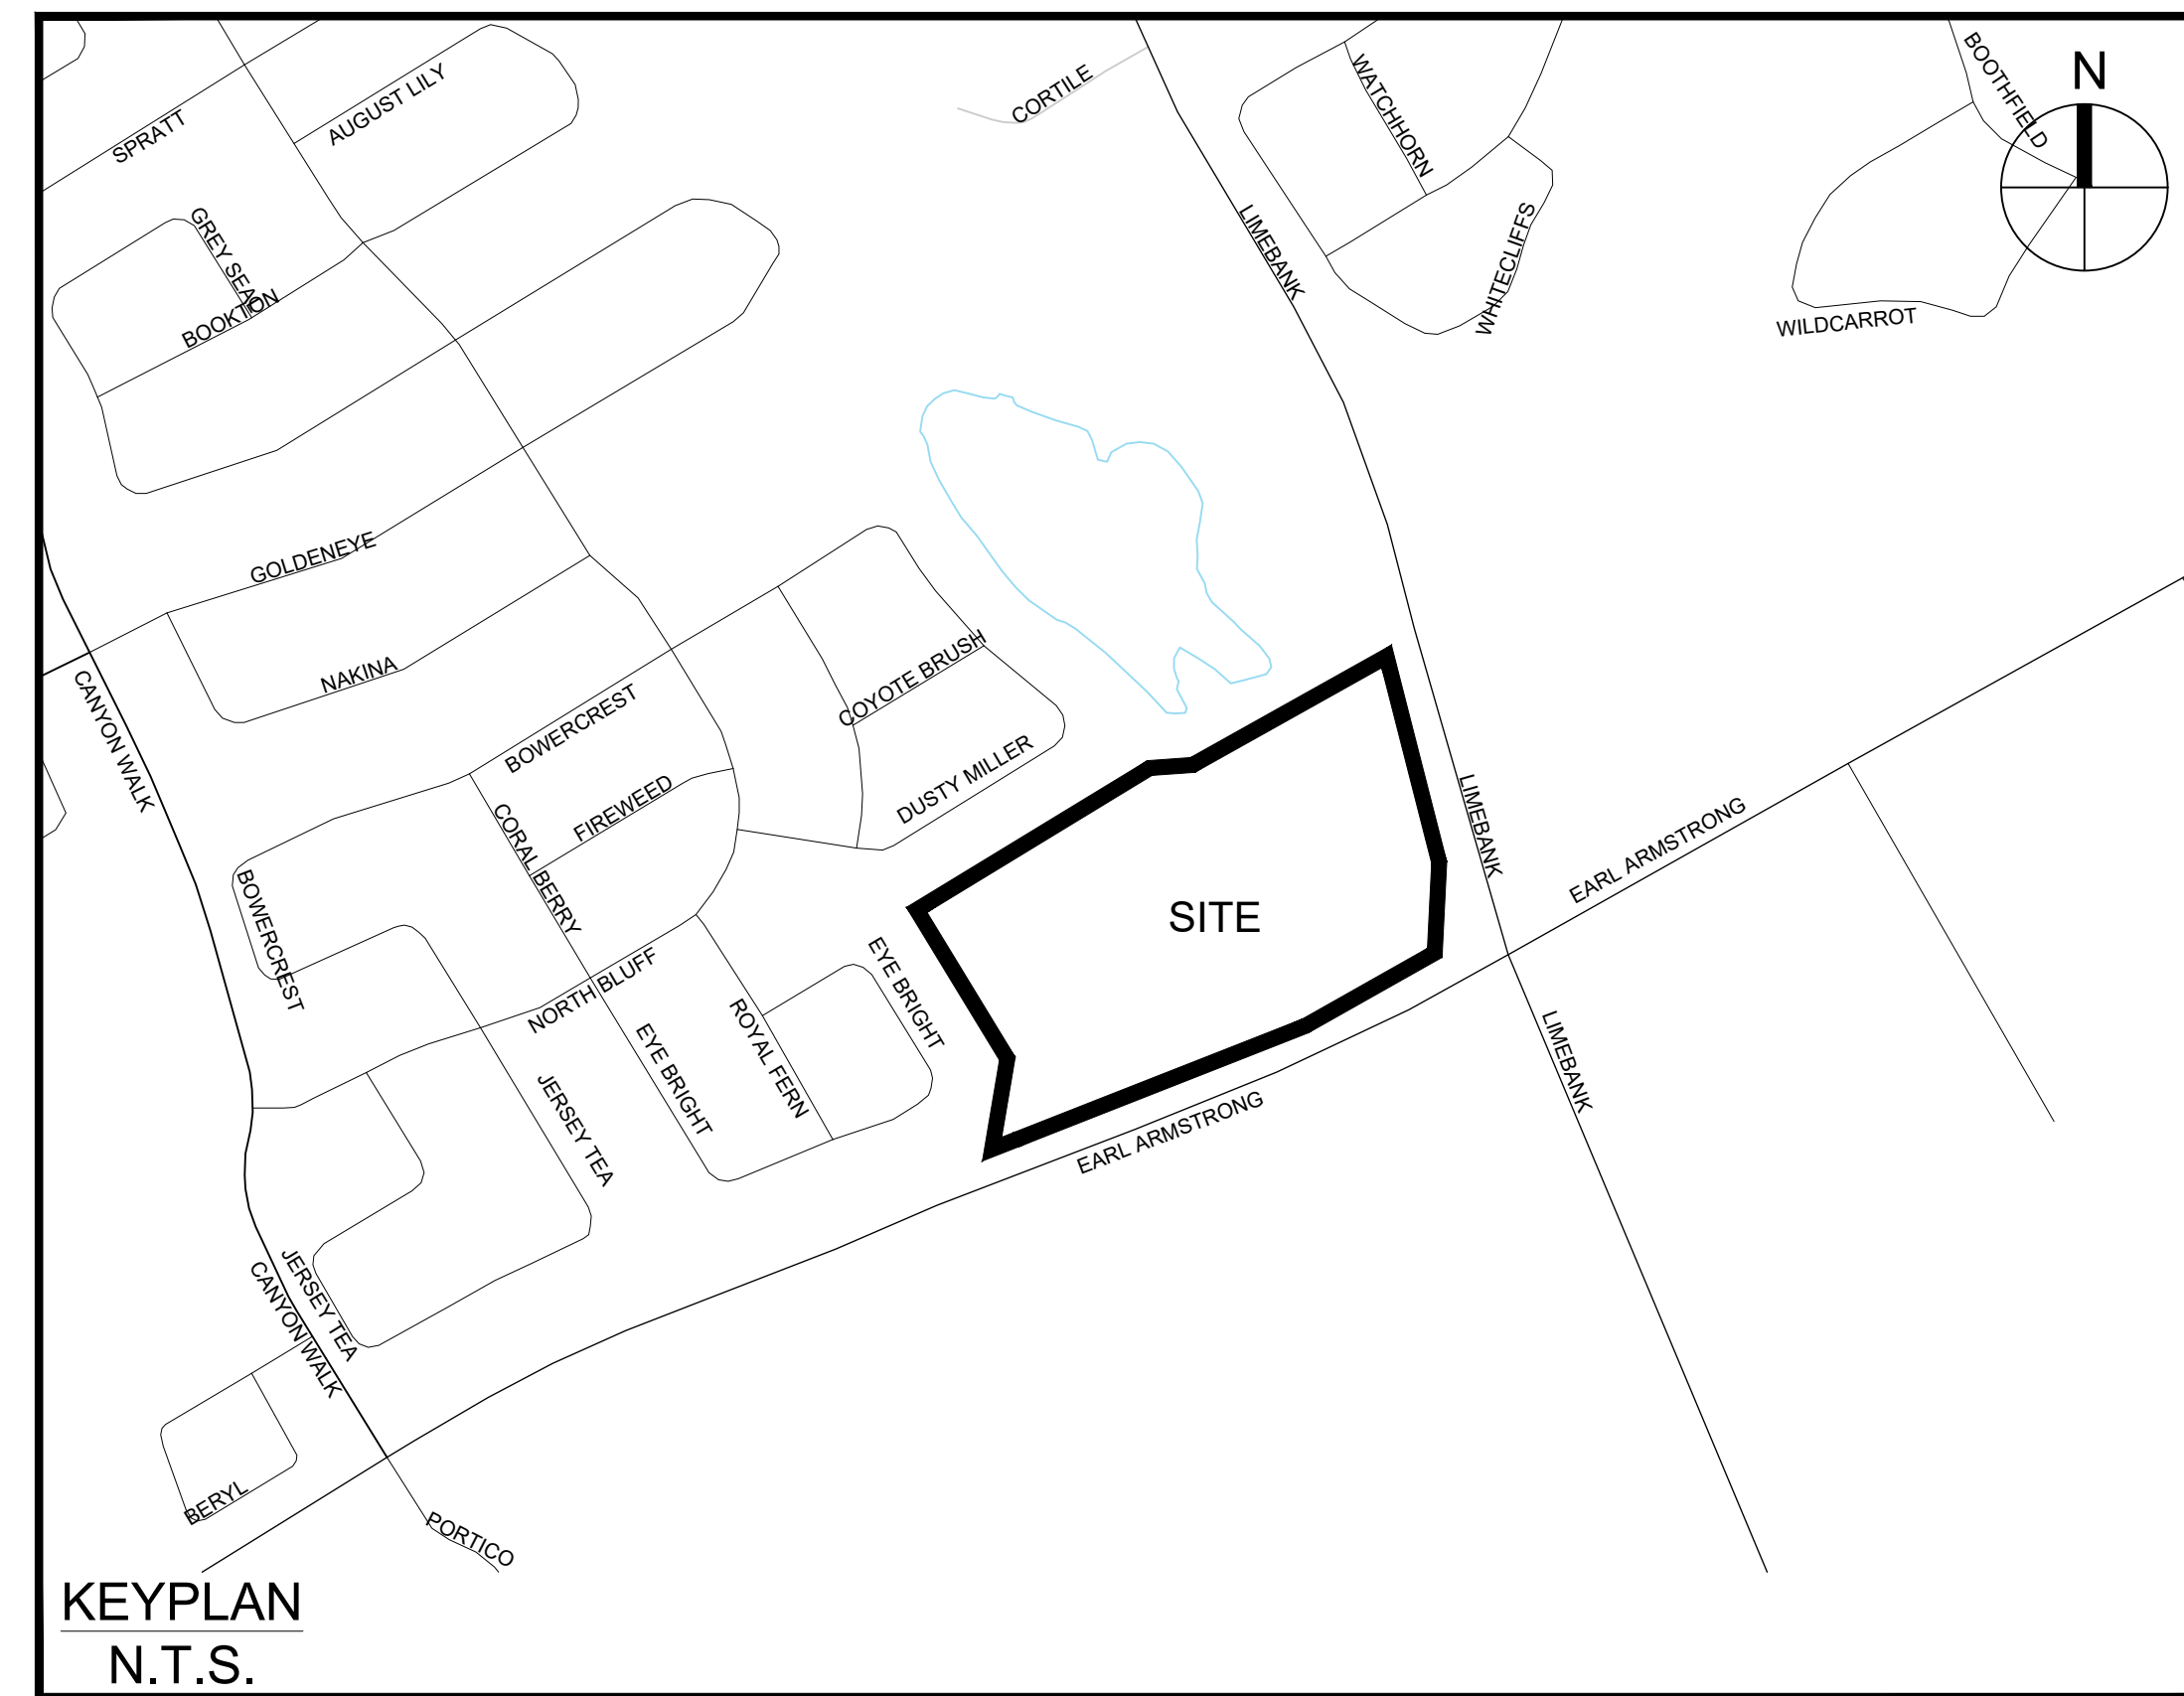 BOOTHFIELD
N
WATCHHORN
AUGUST LILY
CORTILE
SPRATT
LIMEBANK
WHITECLIFFS
GREY SEAL
BOOKTON
WILDCARROT
GOLDENEYE
NAKINA
COYOTE BRUSH
CANYON WALK
BOWERCREST
DUSTY MILLER
FIREWEED
CORAL BERRY
LIMEBANK
EARL ARMSTRONG
BOWERCREST
SITE
EYE BRIGHT
NORTH BLUFF
ROYAL FERN
EYE BRIGHT
LIMEBANK
JERSEY TEA
EARL ARMSTRONG
JERSEY TEA
CANYON WALK
BERYL
PORTICO
KEYPLAN
N.T.S.